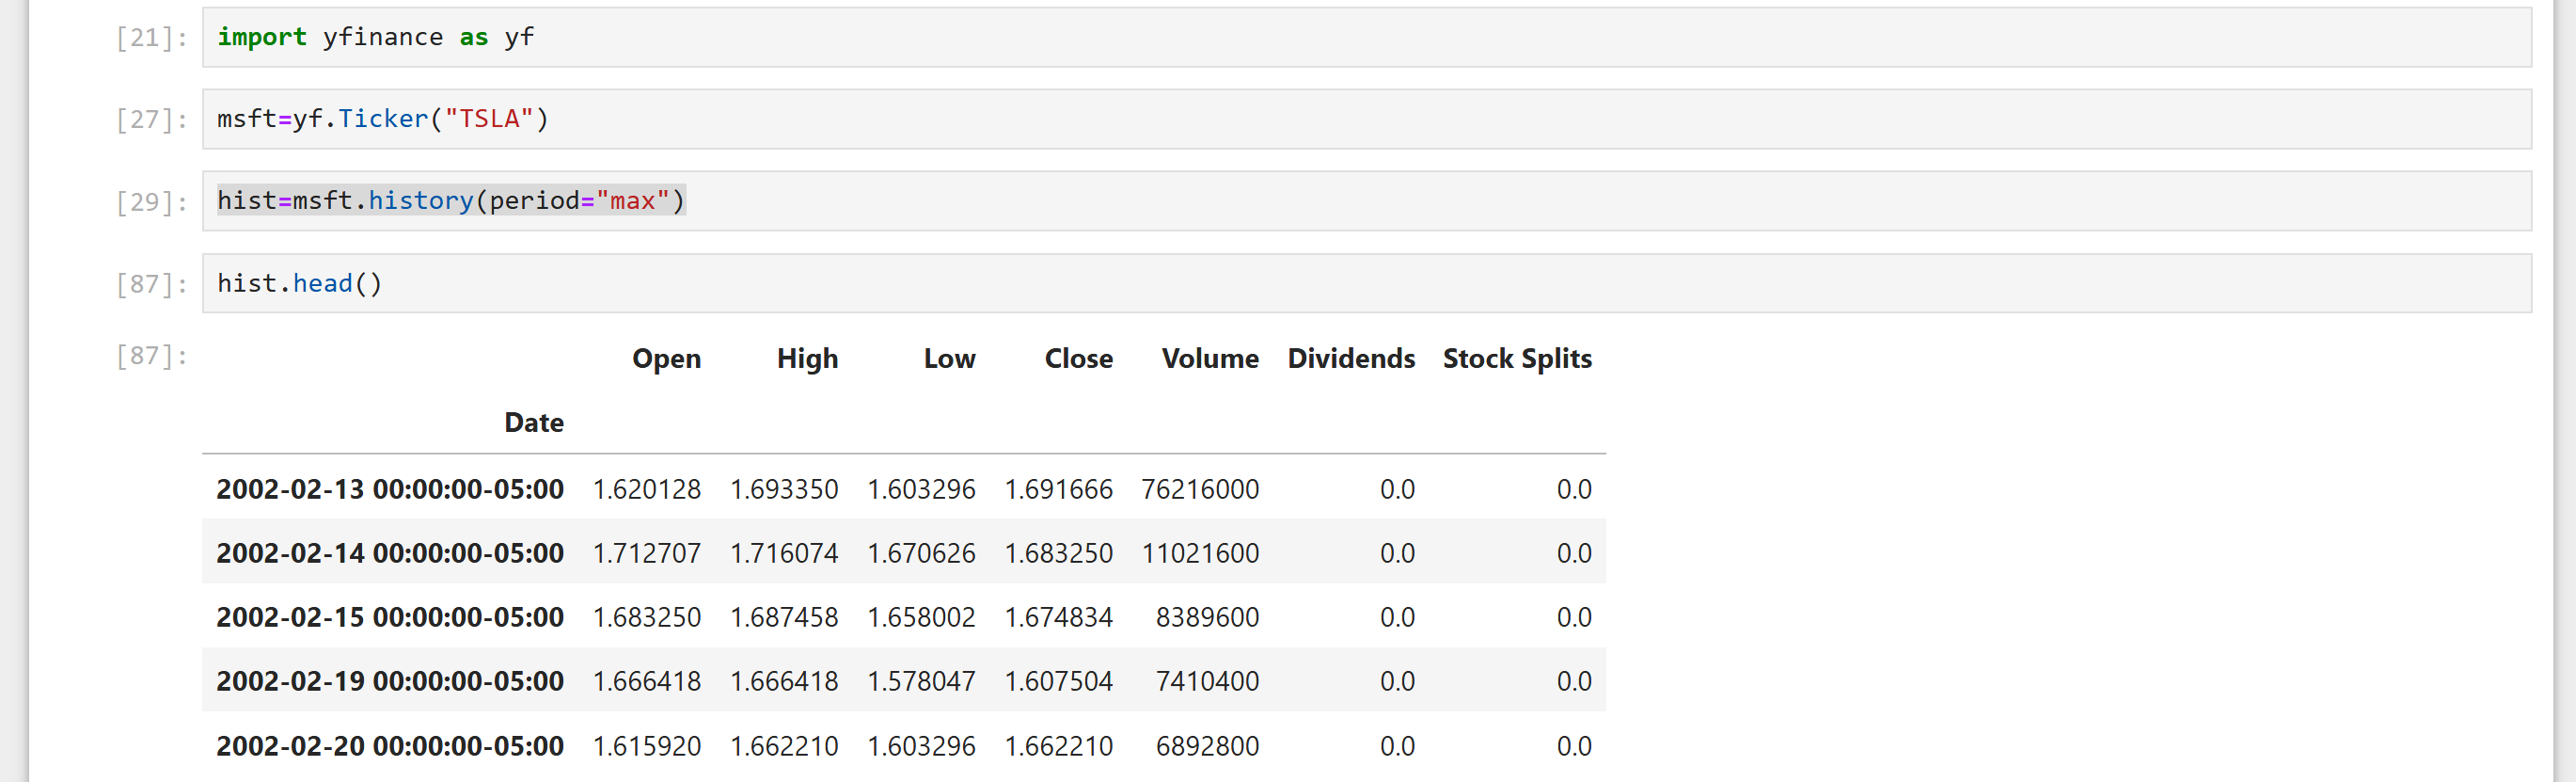 [21]: import yfinance as yf
[27]: msft=yf.Ticker("TSLA")
[29]: hist=msft.history(period="max")
[87]: hist.head()
[87]: Open High Low Close Volume Dividends Stock Splits
Date
2002-02-13 00:00:00-05:00 1.620128 1.693350 1.603296 1.691666 76216000 0.0 0.0
2002-02-14 00:00:00-05:00 1.712707 1.716074 1.670626 1.683250 11021600 0.0 0.0
2002-02-15 00:00:00-05:00 1.683250 1.687458 1.658002 1.674834 8389600 0.0 0.0
2002-02-19 00:00:00-05:00 1.666418 1.666418 1.578047 1.607504 7410400 0.0 0.0
2002-02-20 00:00:00-05:00 1.615920 1.662210 1.603296 1.662210 6892800 0.0 0.0